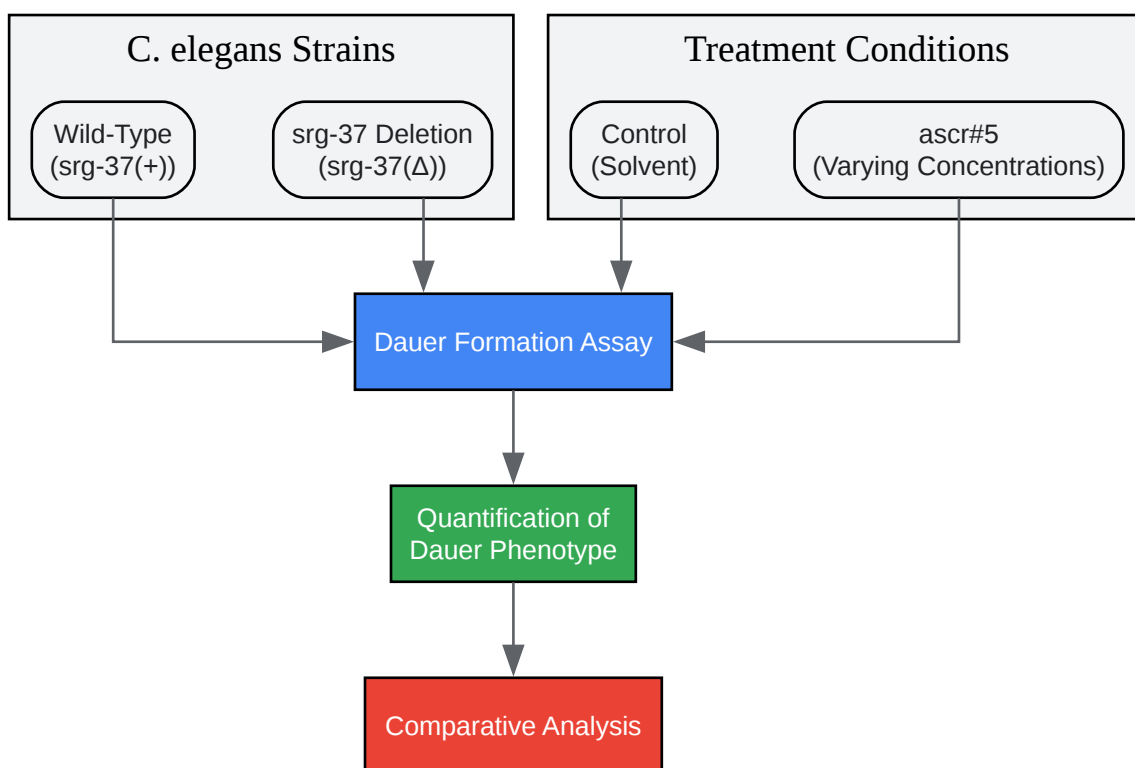 C. elegans Strains
Treatment Conditions
Wild-Type
(srg-37(+))
srg-37 Deletion
(srg-37(Δ))
Control
(Solvent)
ascr#5
(Varying Concentrations)
Dauer Formation Assay
Quantification of
Dauer Phenotype
Comparative Analysis